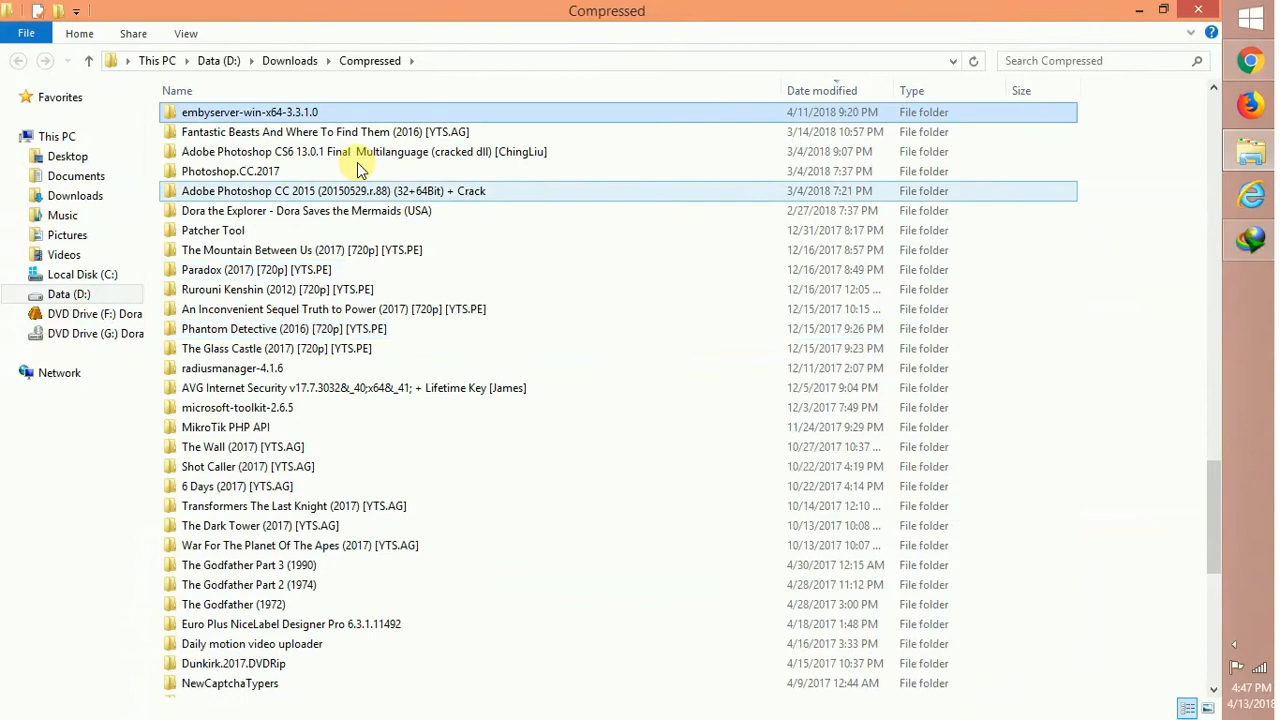 Compressed
File Home Share View
This PC Data (D:) Downloads Compressed Search Compressed
Name Date modified Type Size
Favorites
This PC
Desktop
Documents
Downloads
Music
Pictures
Videos
Local Disk (C:)
Data (D:)
DVD Drive (F:) Dora
DVD Drive (G:) Dora
Network
embyserver-win-x64-3.3.1.0 4/11/2018 9:20 PM File folder
Fantastic Beasts And Where To Find Them (2016) [YTS.AG] 3/14/2018 10:57 PM File folder
Adobe Photoshop CS6 13.0.1 Final Multilanguage (cracked dll) [ChingLiu] 3/4/2018 9:07 PM File folder
Photoshop.CC.2017 3/4/2018 7:37 PM File folder
Adobe Photoshop CC 2015 (20150529.r.88) (32+64Bit) + Crack 3/4/2018 7:21 PM File folder
Dora the Explorer - Dora Saves the Mermaids (USA) 2/27/2018 7:37 PM File folder
Patcher Tool 12/31/2017 8:17 PM File folder
The Mountain Between Us (2017) [720p] [YTS.PE] 12/16/2017 8:57 PM File folder
Paradox (2017) [720p] [YTS.PE] 12/16/2017 8:49 PM File folder
Rurouni Kenshin (2012) [720p] [YTS.PE] 12/16/2017 12:05 ... File folder
An Inconvenient Sequel Truth to Power (2017) [720p] [YTS.PE] 12/15/2017 10:15 ... File folder
Phantom Detective (2016) [720p] [YTS.PE] 12/15/2017 9:26 PM File folder
The Glass Castle (2017) [720p] [YTS.PE] 12/15/2017 9:23 PM File folder
radiusmanager-4.1.6 12/11/2017 2:07 PM File folder
AVG Internet Security v17.7.3032&_40;x64&_41; + Lifetime Key [James] 12/5/2017 9:04 PM File folder
microsoft-toolkit-2.6.5 12/3/2017 7:49 PM File folder
MikroTik PHP API 11/24/2017 9:29 PM File folder
The Wall (2017) [YTS.AG] 10/27/2017 10:37 ... File folder
Shot Caller (2017) [YTS.AG] 10/22/2017 4:19 PM File folder
6 Days (2017) [YTS.AG] 10/22/2017 4:14 PM File folder
Transformers The Last Knight (2017) [YTS.AG] 10/14/2017 12:10 ... File folder
The Dark Tower (2017) [YTS.AG] 10/13/2017 10:08 ... File folder
War For The Planet Of The Apes (2017) [YTS.AG] 10/13/2017 10:07 ... File folder
The Godfather Part 3 (1990) 4/30/2017 12:15 AM File folder
The Godfather Part 2 (1974) 4/28/2017 11:12 PM File folder
The Godfather (1972) 4/28/2017 3:00 PM File folder
Euro Plus NiceLabel Designer Pro 6.3.1.11492 4/18/2017 1:48 PM File folder
Daily motion video uploader 4/16/2017 3:33 PM File folder
Dunkirk.2017.DVDRip 4/15/2017 10:37 PM File folder
NewCaptchaTypers 4/9/2017 12:44 AM File folder
4:47 PM
4/13/2018